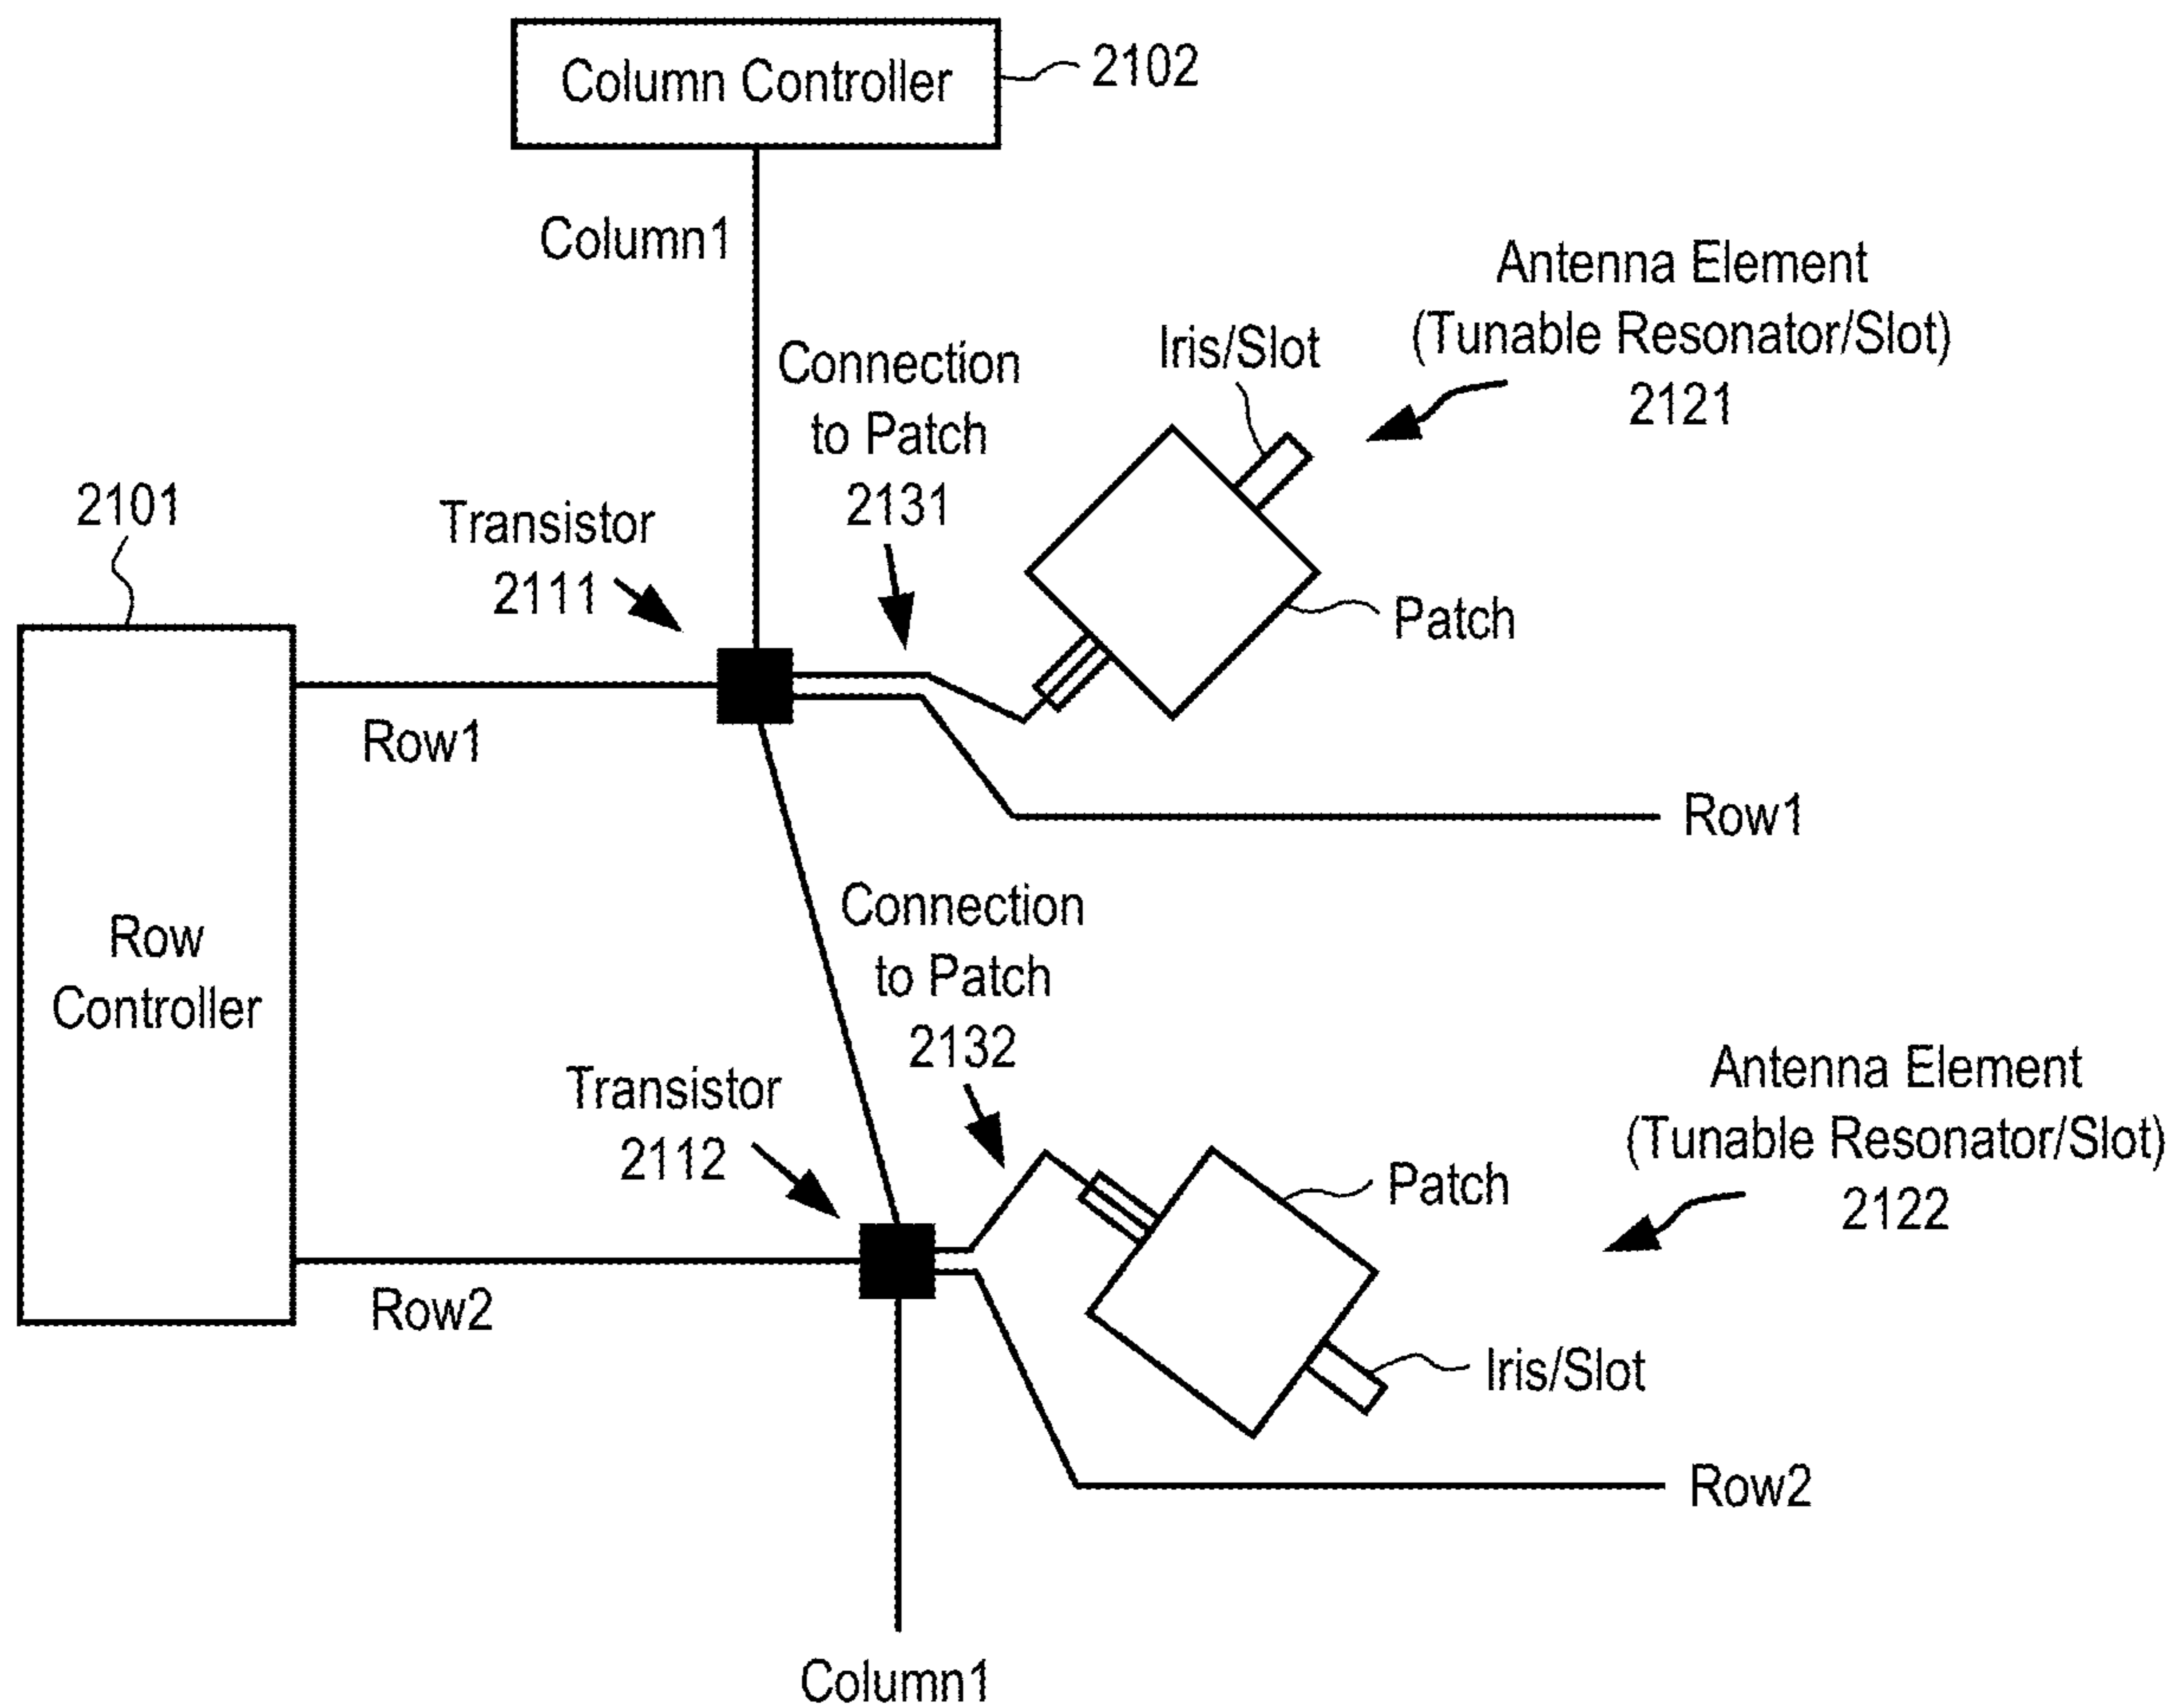 Column Controller
2102
Column1
Antenna Element
(Tunable Resonator/Slot)
2121
Iris/Slot
Connection
to Patch
2131
2101
Transistor
2111
Patch
Row1
Row1
Row
Controller
Connection
to Patch
2132
Transistor
2112
Antenna Element
(Tunable Resonator/Slot)
2122
Patch
Row2
Iris/Slot
Row2
Column1